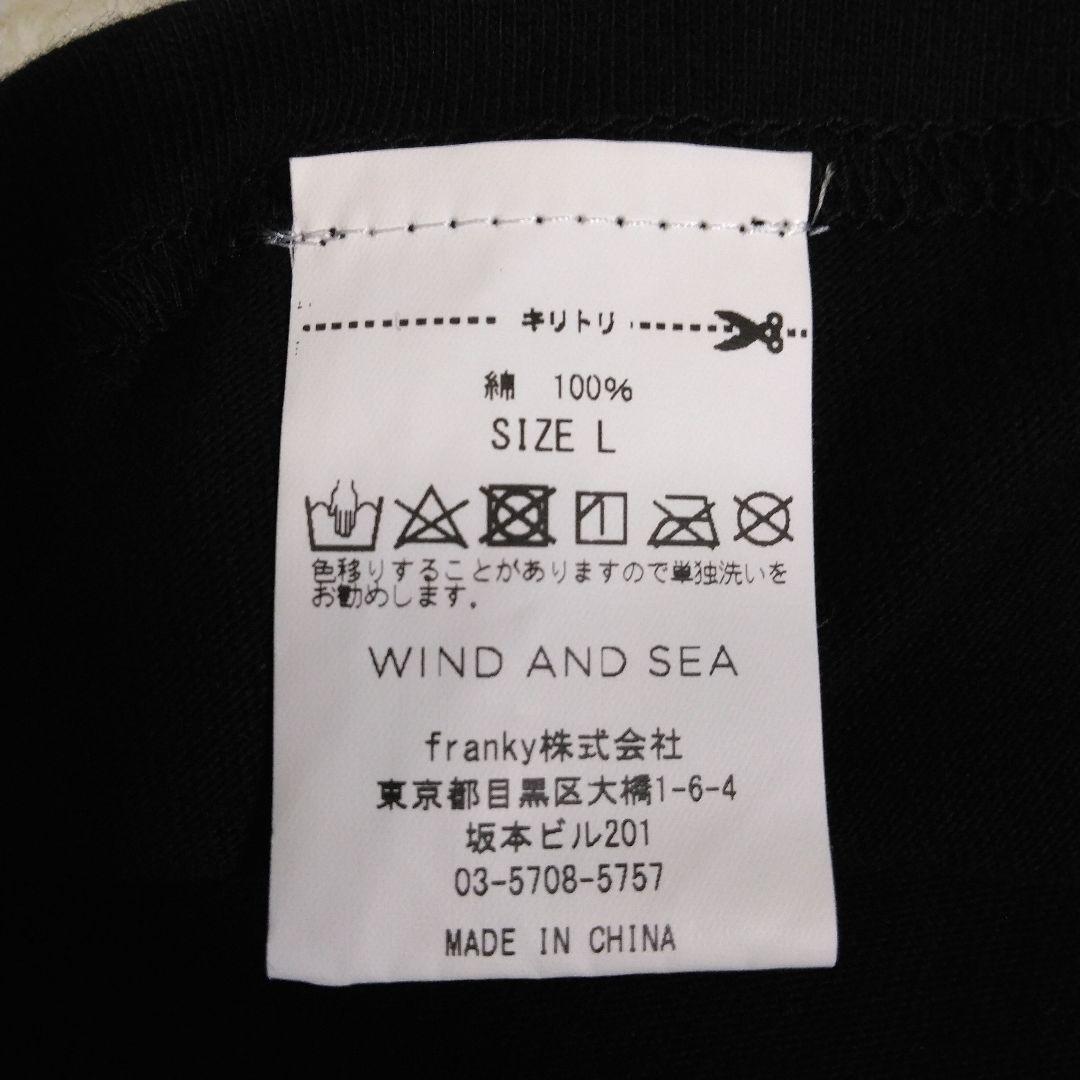 キリトリ
綿 100%
SIZE L
色移りすることがありますので単独洗いを
お勧めします.
WIND AND SEA
franky株式会社
東京都目黒区大橋1-6-4
坂本ビル201
03-5708-5757
MADE IN CHINA